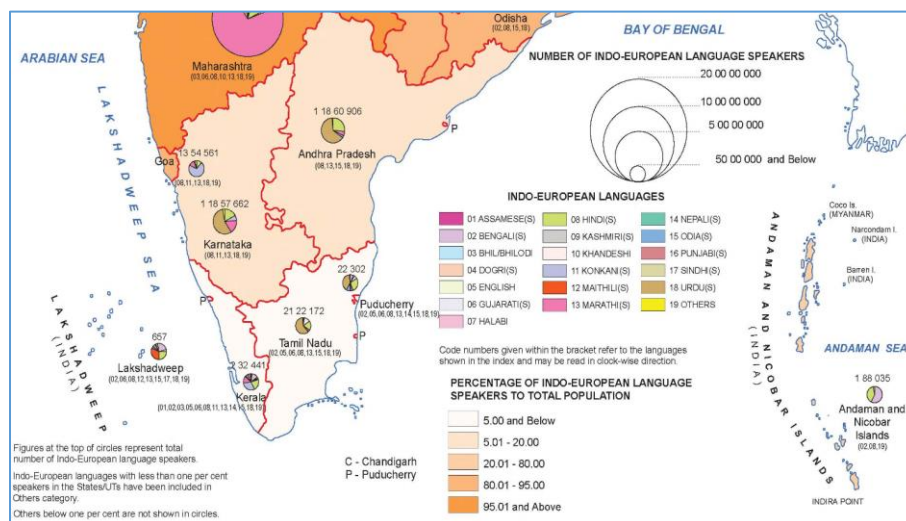 Odisha
(02,08,15,18)
BAY OF BENGAL
ARABIAN SEA
NUMBER OF INDO-EUROPEAN LANGUAGE SPEAKERS
20 00 00 000
10 00 00 000
5 00 00 000
50 00 000 and Below
Maharashtra
(03,06,08,10,13,18,19)
LAKSHADWEEP SEA
1 18 60 906
Andhra Pradesh
(08,13,15,18,19)
P
Goa
13 54 561
(08,11,13,18,19)
1 18 57 662
Karnataka
(08,11,13,18,19)
INDO-EUROPEAN LANGUAGES
01 ASSAMESE(S)
02 BENGALI(S)
03 BHILI/BHILODI
04 DOGRI(S)
05 ENGLISH
06 GUJARATI(S)
07 HALABI
08 HINDI(S)
09 KASHMIRI(S)
10 KHANDESHI
11 KONKANI(S)
12 MAITHILI(S)
13 MARATHI(S)
14 NEPALI(S)
15 ODIA(S)
16 PUNJABI(S)
17 SINDHI(S)
18 URDU(S)
19 OTHERS
Coco Is.
(MYANMAR)
Narcondam I.
(INDIA)
Barren I.
(INDIA)
ANDAMAN AND NICOBAR ISLANDS
(INDIA)
ANDAMAN SEA
P
22 302
Puducherry
(02,05,06,08,13,14,15,18,19)
21 22 172
Tamil Nadu
(02,05,06,08,13,15,18,19)
P
LAKSHADWEEP
(INDIA)
657
Lakshadweep
(02,06,08,12,13,15,17,18,19)
32 441
Kerala
(01,02,03,05,06,08,11,13,14,15,18,19)
Code numbers given within the bracket refer to the languages
shown in the index and may be read in clock-wise direction.
PERCENTAGE OF INDO-EUROPEAN LANGUAGE
SPEAKERS TO TOTAL POPULATION
5.00 and Below
5.01 - 20.00
20.01 - 80.00
80.01 - 95.00
95.01 and Above
1 88 035
Andaman and
Nicobar
Islands
(02,08,19)
INDIRA POINT
C - Chandigarh
P - Puducherry
Figures at the top of circles represent total
number of Indo-European language speakers.
Indo-European languages with less than one per cent
speakers in the States/UTs have been included in
Others category.
Others below one per cent are not shown in circles.